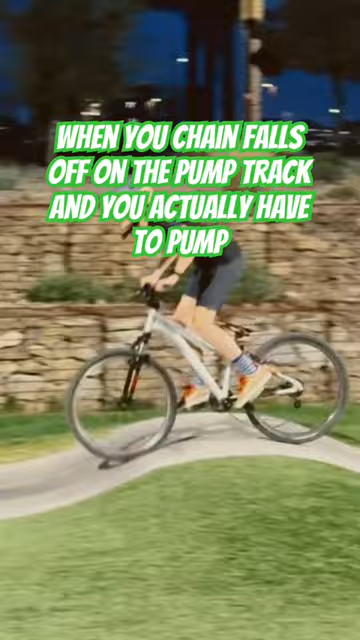 WHEN YOU CHAIN FALLS
OFF ON THE PUMP TRACK
AND YOU ACTUALLY HAVE
TO PUMP